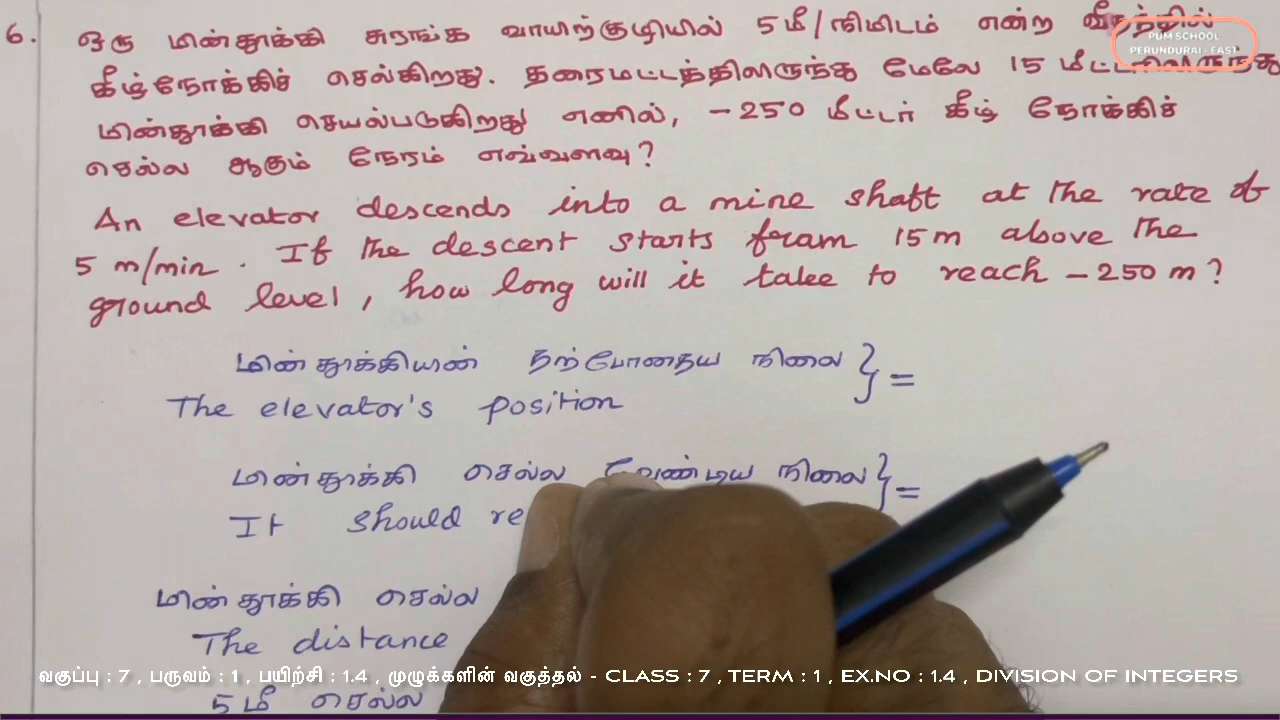 6. ஒரு மின்தூக்கி சுரங்க வாயிற்குழியில் 5மீ/நிமிடம் என்ற
PUM SCHOOL
PERUNDURAI - EAST
கீழ்நோக்கிச் செல்கிறது. தரைமட்டத்திலிருந்து மேலே 15
மின்தூக்கி செயல்படுகிறது எனில், -250 மீட்டர் கீழ் நோக்கிச்
செல்ல ஆகும் நேரம் எவ்வளவு?
An elevator descends into a mine shaft at the rate of
5 m/min. If the descent starts from 15m above the
ground level, how long will it take to reach -250 m?
மின்தூக்கியின் தற்போதைய நிலை } =
The elevator's position
மின்தூக்கி செல்ல வேண்டிய நிலை } =
It should
மின்தூக்கி செல்ல
The distance
5மீ செல்ல
வகுப்பு : 7 , பருவம் : 1 , பயிற்சி : 1.4 , முழுக்களின் வகுத்தல் - CLASS : 7 , TERM : 1 , EX.NO : 1.4 , DIVISION OF INTEGERS